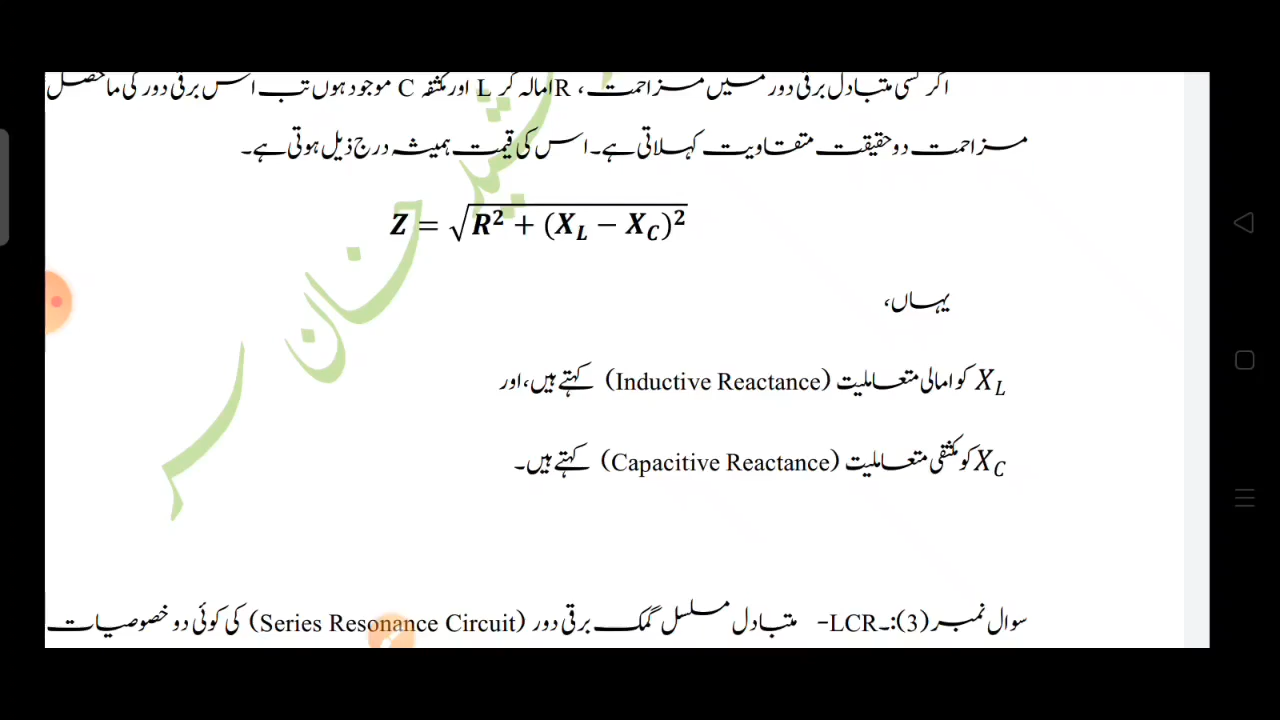 اگر کسی متبادل برقی دور میں مزاحمت ، R امالہ گر L اور مکثفہ C موجود ہوں تب اس برقی دور کی ماحصل
مزاحمت دو حقیقت متقاویت کہلاتی ہے۔ اس کی قیمت ہمیشہ درج ذیل ہوتی ہے۔
Z = √R² + (X_L − X_C)²
یہاں،
X_L کو امالی متعاملیت (Inductive Reactance) کہتے ہیں، اور
X_C کو مکثفی متعاملیت (Capacitive Reactance) کہتے ہیں۔
سوال نمبر (3):۔ LCR- متبادل مسلسل گمک برقی دور (Series Resonance Circuit) کی کوئی دو خصوصیات